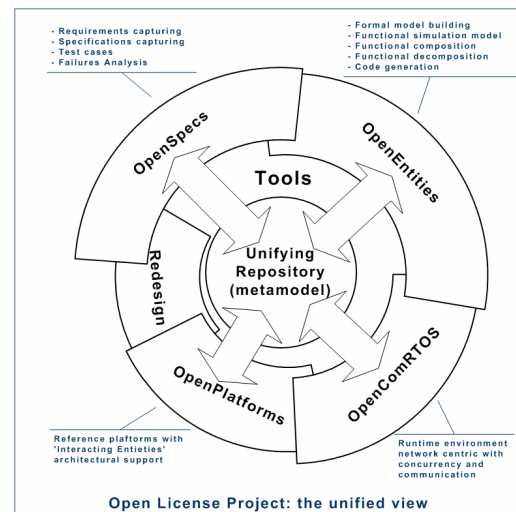 - Requirements capturing
- Specifications capturing
- Test cases
- Failures Analysis
- Formal model building
- Functional simulation model
- Functional composition
- Functional decomposition
- Code generation
OpenSpecs
OpenEntities
Tools
Unifying
Repository
(metamodel)
Redesign
OpenPlatforms
OpenComRTOS
Reference plaftorms with
'Interacting Entieties'
architectural support
Runtime environment
network centric with
concurrency and
communication
Open License Project: the unified view